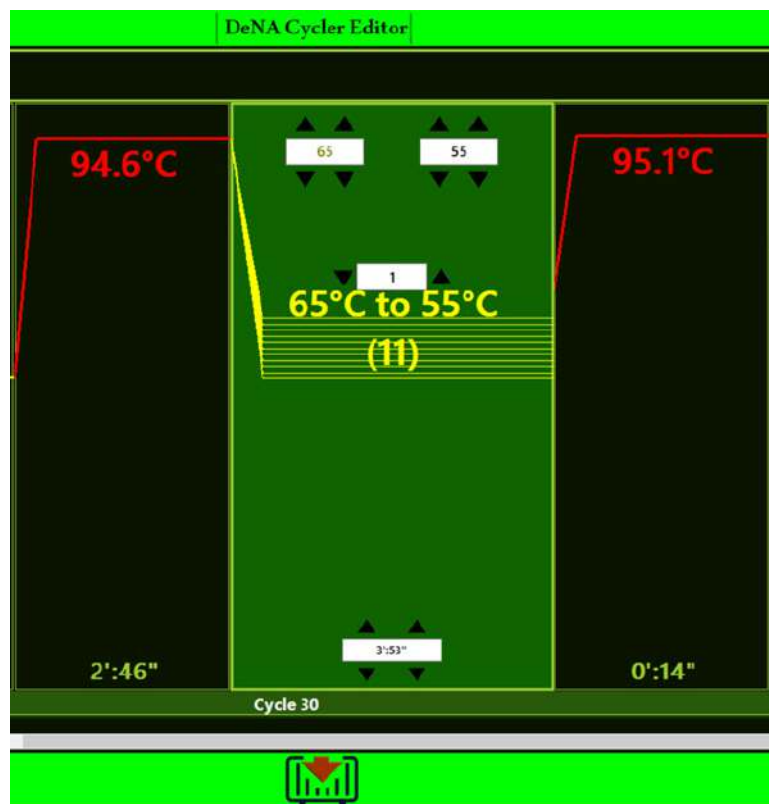 DeNA Cycler Editor
94.6°C
65
55
95.1°C
1
65°C to 55°C
(11)
2':46"
3':53"
0':14"
Cycle 30